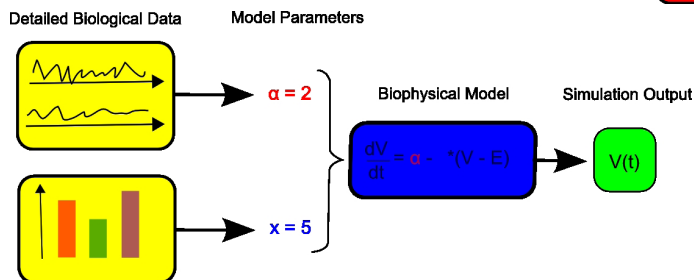 Detailed Biological Data
Model Parameters
α = 2
Biophysical Model
Simulation Output
dV
dt
= α - *(V - E)
V(t)
x = 5